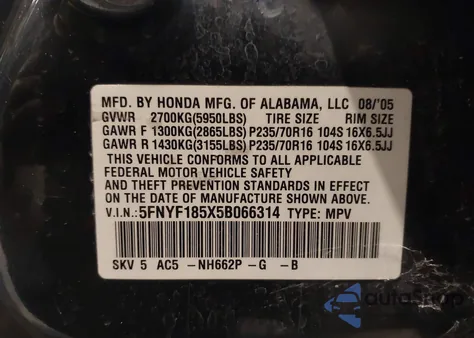 MFD. BY HONDA MFG. OF ALABAMA, LLC 08/'05
GVWR 2700KG(5950LBS) TIRE SIZE RIM SIZE
GAWR F 1300KG(2865LBS) P235/70R16 104S 16X6.5JJ
GAWR R 1430KG(3155LBS) P235/70R16 104S 16X6.5JJ
THIS VEHICLE CONFORMS TO ALL APPLICABLE
FEDERAL MOTOR VEHICLE SAFETY
STANDARDS IN EFFECT ON THE DATE OF
MANUFACTURE SHOWN ABOVE.
V.I.N.: 5FNYF185X5B066314 TYPE: MPV
SKV 5 AC5 -NH662P -G -B
autoShop